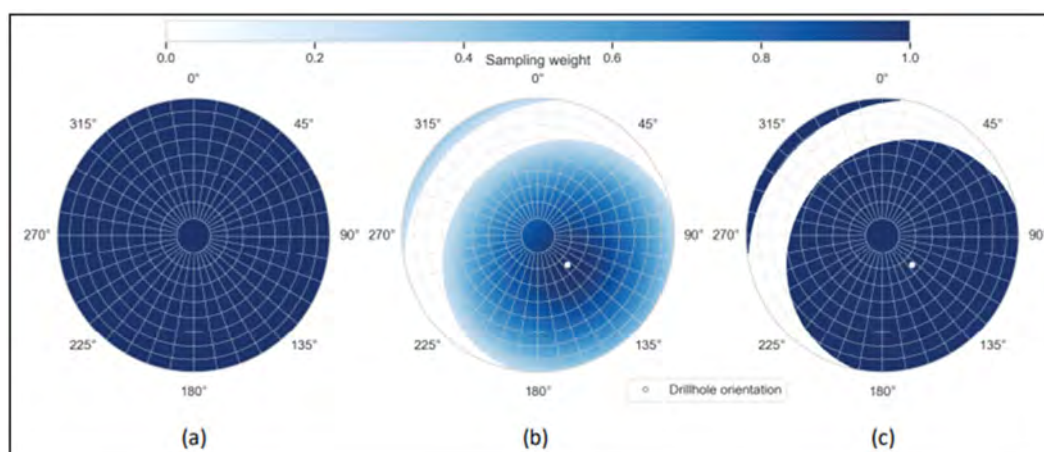 0.0 0.2 0.4 0.6 0.8 1.0
Sampling weight
0° 0° 0°
315° 45° 315° 45° 315° 45°
270° 90° 270° 90° 270° 90°
225° 135° 225° 135° 225° 135°
180° 180° 180°
Drillhole orientation
(a) (b) (c)